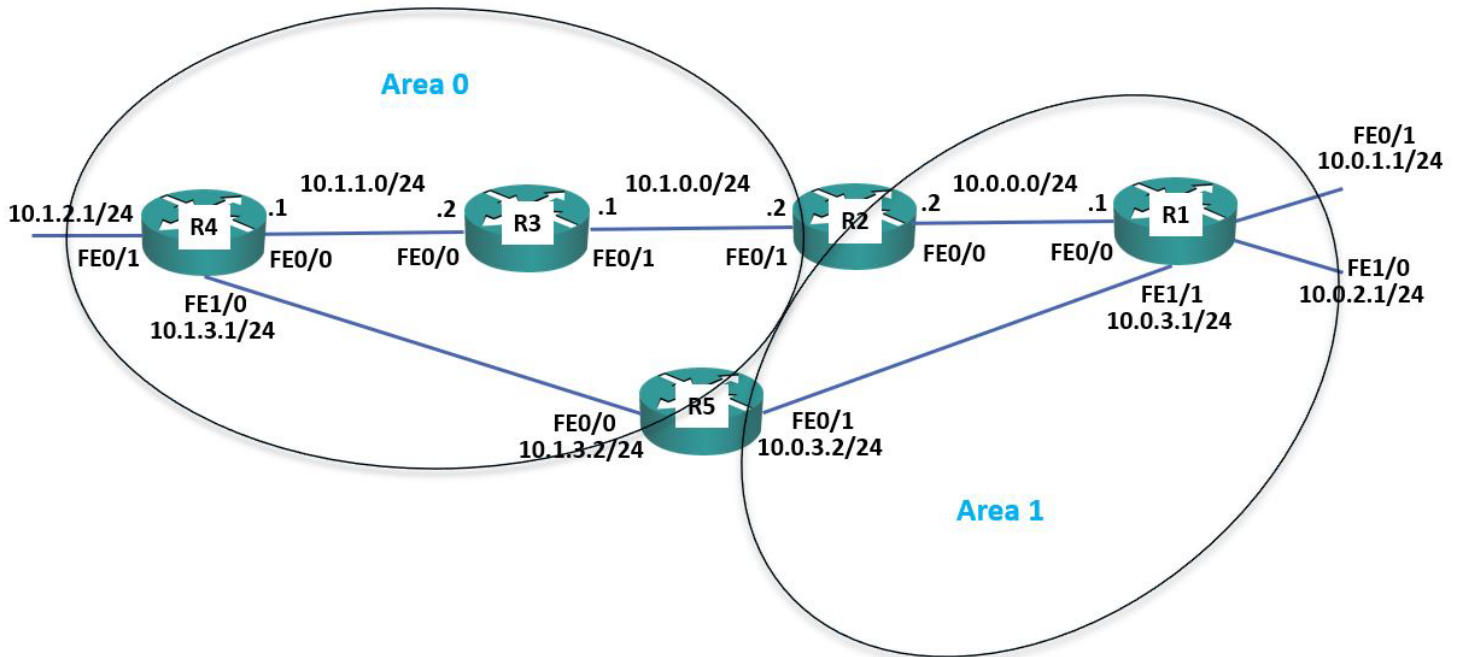 Area 0
FE0/1
10.0.1.1/24
10.1.1.0/24
10.1.0.0/24
10.0.0.0/24
10.1.2.1/24
R4
.1
.2
R3
.1
.2
R2
.2
.1
R1
FE0/1
FE0/0
FE0/0
FE0/1
FE0/1
FE0/0
FE0/0
FE1/0
10.0.2.1/24
FE1/0
10.1.3.1/24
FE1/1
10.0.3.1/24
R5
FE0/0
10.1.3.2/24
FE0/1
10.0.3.2/24
Area 1